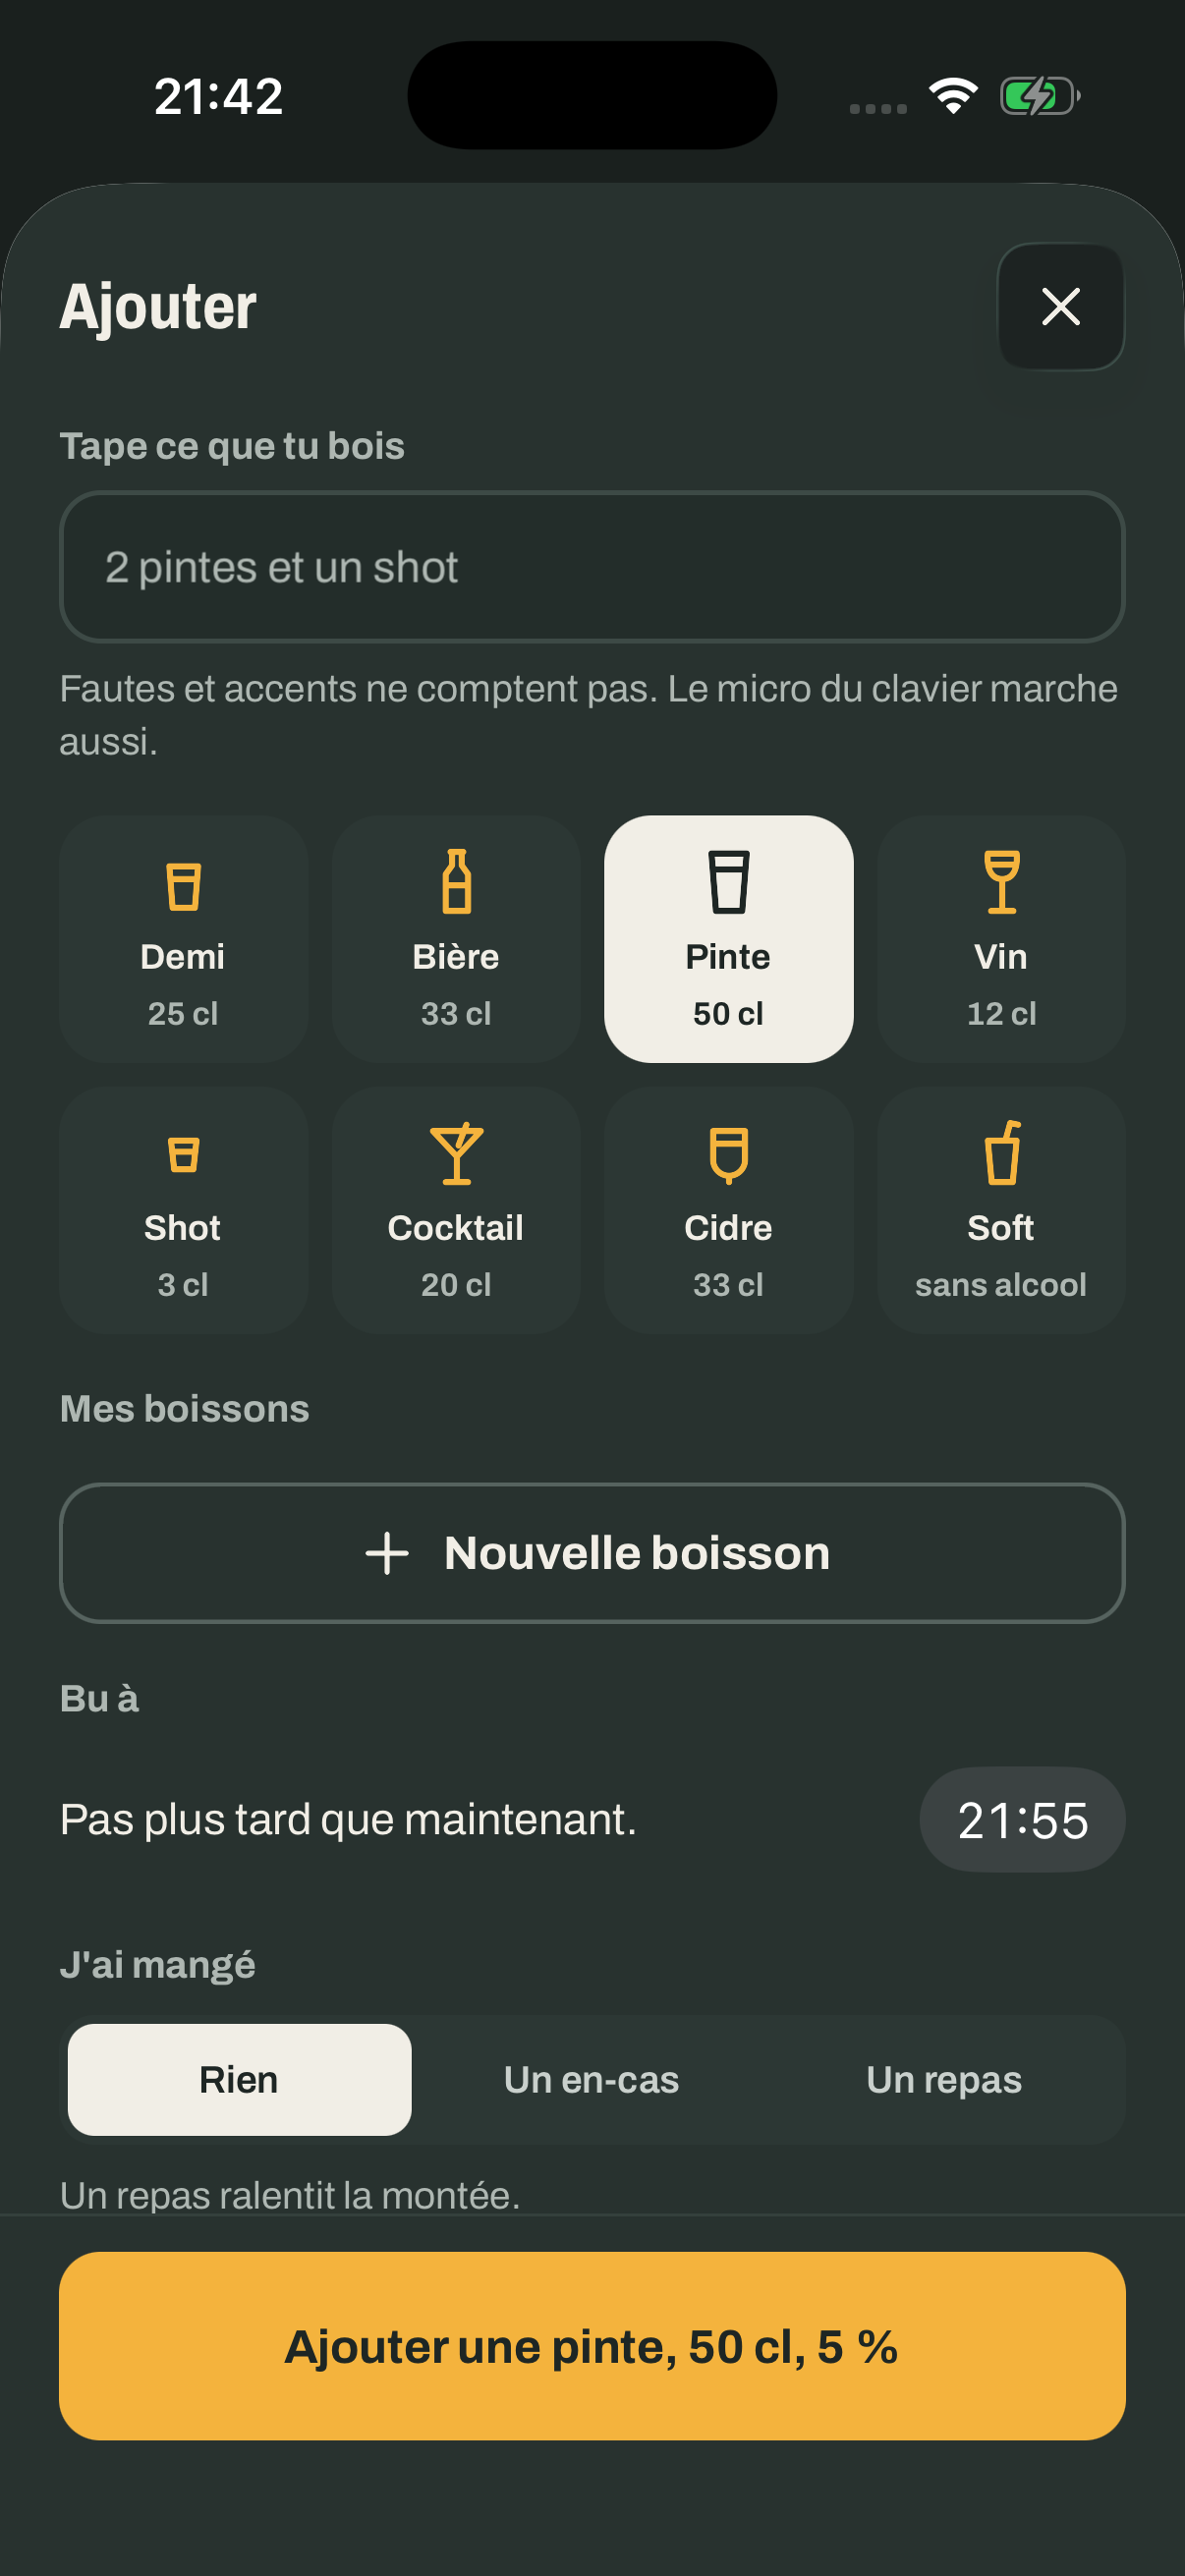 21:42
Ajouter
Tape ce que tu bois
2 pintes et un shot
Fautes et accents ne comptent pas. Le micro du clavier marche
aussi.
Demi
25 cl
Bière
33 cl
Pinte
50 cl
Vin
12 cl
Shot
3 cl
Cocktail
20 cl
Cidre
33 cl
Soft
sans alcool
Mes boissons
Nouvelle boisson
Bu à
Pas plus tard que maintenant.
21:55
J'ai mangé
Rien
Un en-cas
Un repas
Un repas ralentit la montée.
Ajouter une pinte, 50 cl, 5 %